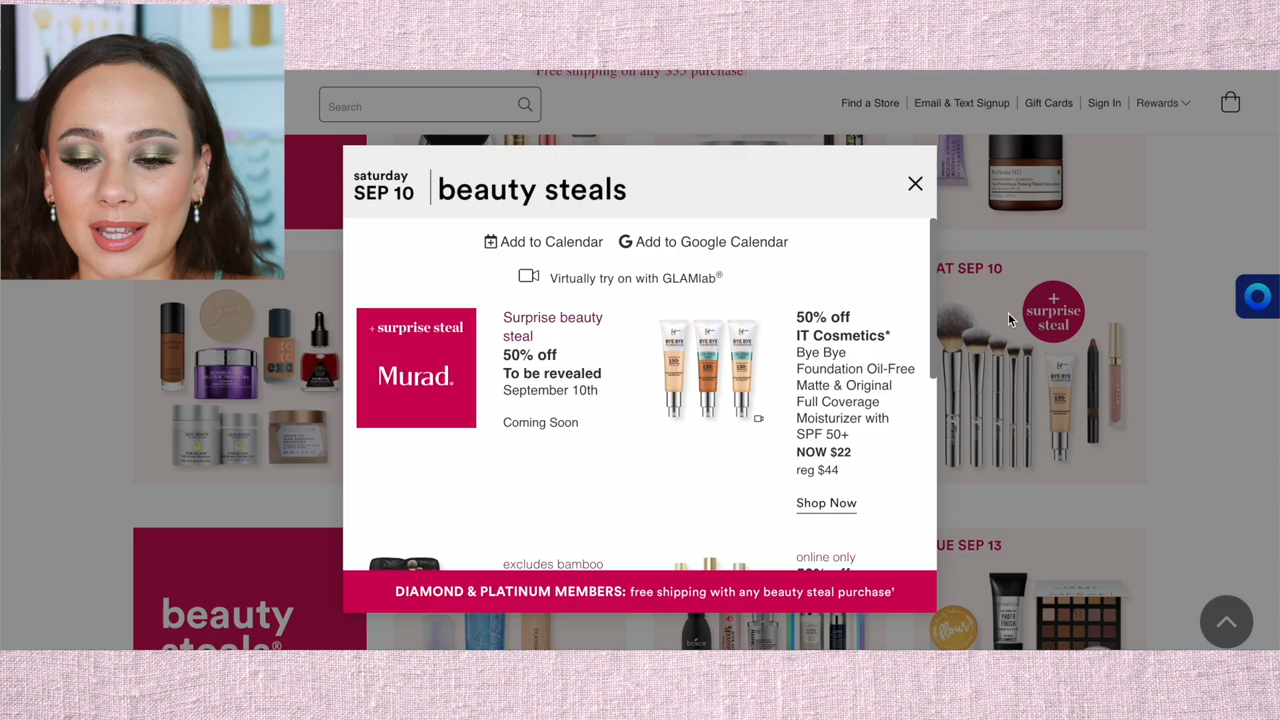 Free shipping on any $35 purchase
Search
Find a Store
Email & Text Signup
Gift Cards
Sign In
Rewards
saturday
SEP 10
beauty steals
Add to Calendar
Add to Google Calendar
Virtually try on with GLAMlab®
+ surprise steal
Murad.
Surprise beauty
steal
50% off
To be revealed
September 10th
Coming Soon
50% off
IT Cosmetics*
Bye Bye
Foundation Oil-Free
Matte & Original
Full Coverage
Moisturizer with
SPF 50+
NOW $22
reg $44
Shop Now
excludes bamboo
online only
50% off
DIAMOND & PLATINUM MEMBERS: free shipping with any beauty steal purchase†
AT SEP 10
+
surprise
steal
UE SEP 13
beauty
steals®